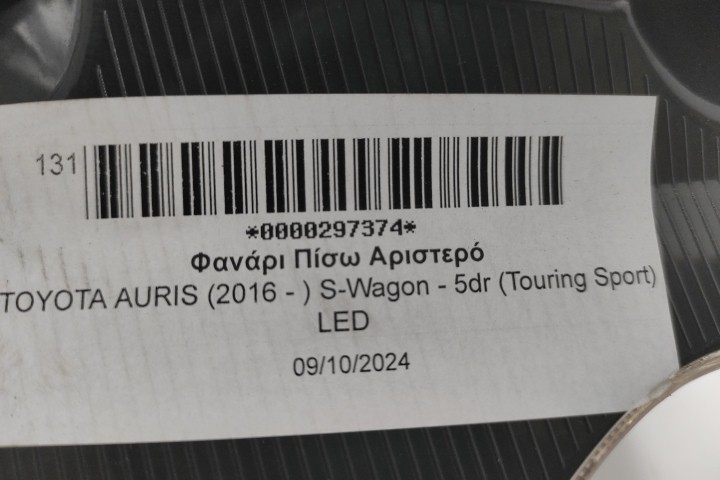 131
*0000297374*
Φανάρι Πίσω Αριστερό
TOYOTA AURIS (2016 - ) S-Wagon - 5dr (Touring Sport)
LED
09/10/2024